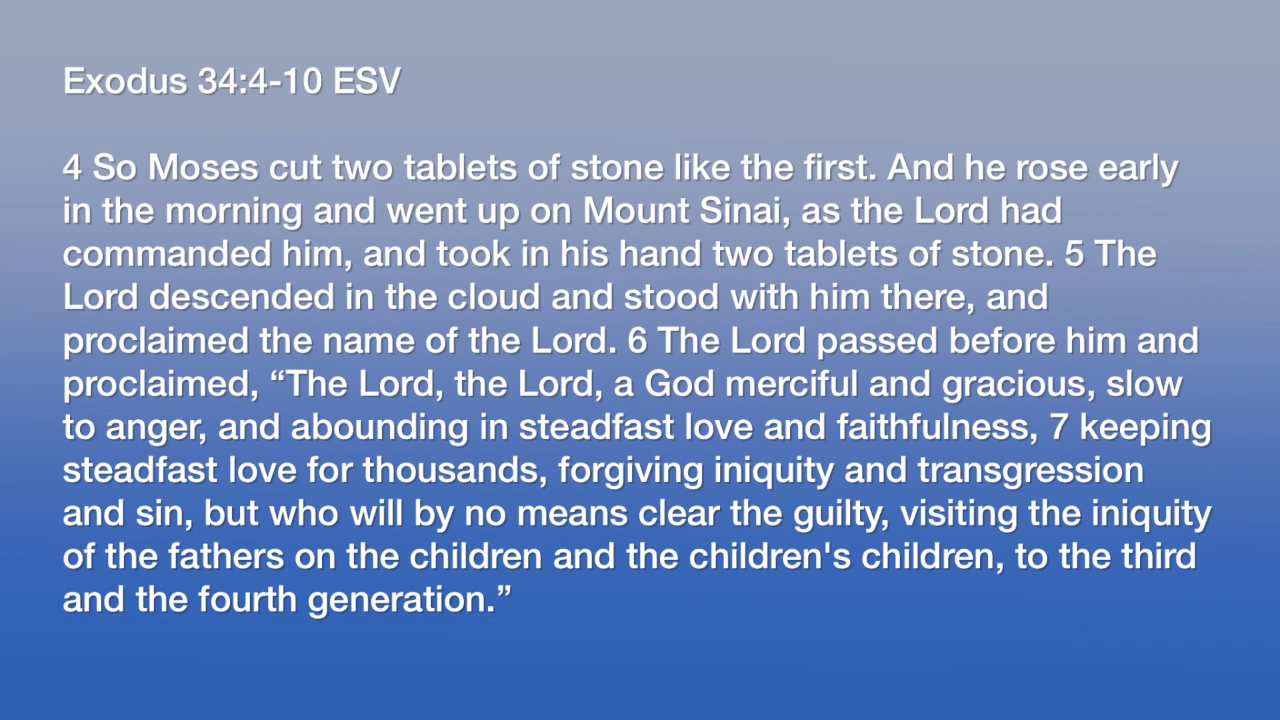 Exodus 34:4-10 ESV
4 So Moses cut two tablets of stone like the first. And he rose early
in the morning and went up on Mount Sinai, as the Lord had
commanded him, and took in his hand two tablets of stone. 5 The
Lord descended in the cloud and stood with him there, and
proclaimed the name of the Lord. 6 The Lord passed before him and
proclaimed, “The Lord, the Lord, a God merciful and gracious, slow
to anger, and abounding in steadfast love and faithfulness, 7 keeping
steadfast love for thousands, forgiving iniquity and transgression
and sin, but who will by no means clear the guilty, visiting the iniquity
of the fathers on the children and the children's children, to the third
and the fourth generation.”